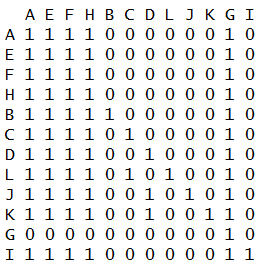 A E F H B C D L J K G I
A 1 1 1 1 0 0 0 0 0 0 1 0
E 1 1 1 1 0 0 0 0 0 0 1 0
F 1 1 1 1 0 0 0 0 0 0 1 0
H 1 1 1 1 0 0 0 0 0 0 1 0
B 1 1 1 1 1 0 0 0 0 0 1 0
C 1 1 1 1 0 1 0 0 0 0 1 0
D 1 1 1 1 0 0 1 0 0 0 1 0
L 1 1 1 1 0 1 0 1 0 0 1 0
J 1 1 1 1 0 0 1 0 1 0 1 0
K 1 1 1 1 0 0 1 0 0 1 1 0
G 0 0 0 0 0 0 0 0 0 0 1 0
I 1 1 1 1 0 0 0 0 0 0 1 1